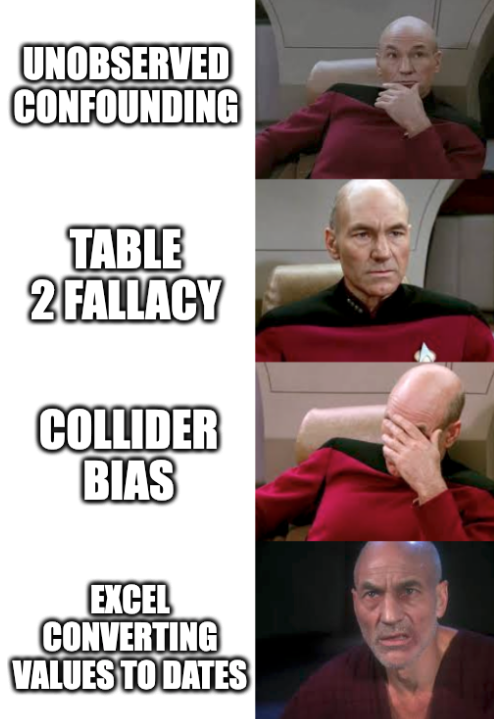 UNOBSERVED
CONFOUNDING
TABLE
2 FALLACY
COLLIDER
BIAS
EXCEL
CONVERTING
VALUES TO DATES